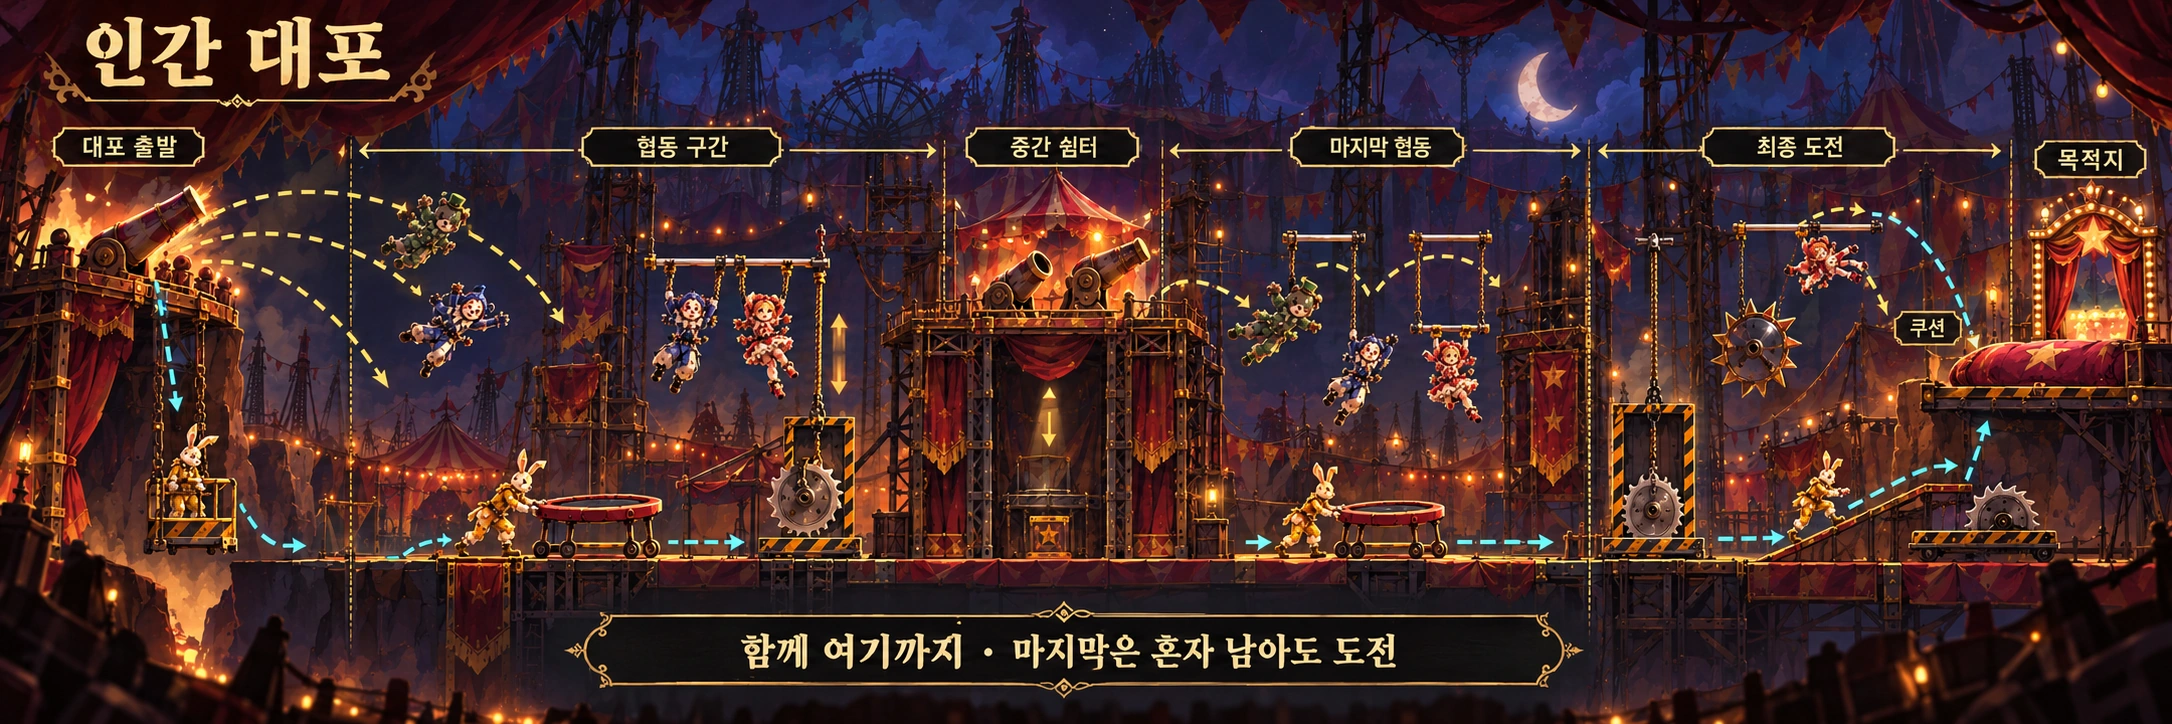 인간 대포
대포 출발
협동 구간
중간 쉼터
마지막 협동
최종 도전
목적지
쿠션
함께 여기까지 · 마지막은 혼자 남아도 도전